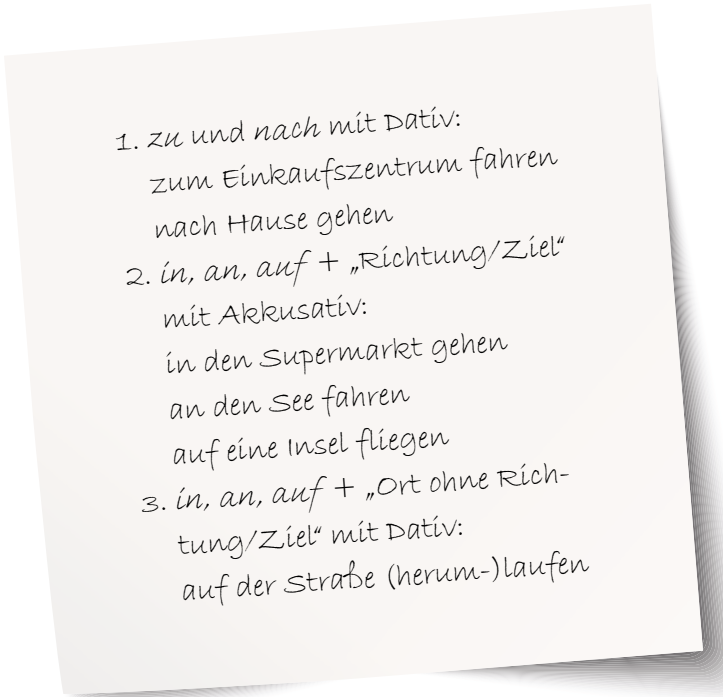 1. zu und nach mit Dativ:
zum Einkaufszentrum fahren
nach Hause gehen
2. in, an, auf + „Richtung/Ziel“
mit Akkusativ:
in den Supermarkt gehen
an den See fahren
auf eine Insel fliegen
3. in, an, auf + „Ort ohne Rich-
tung/Ziel“ mit Dativ:
auf der Straße (herum-)laufen